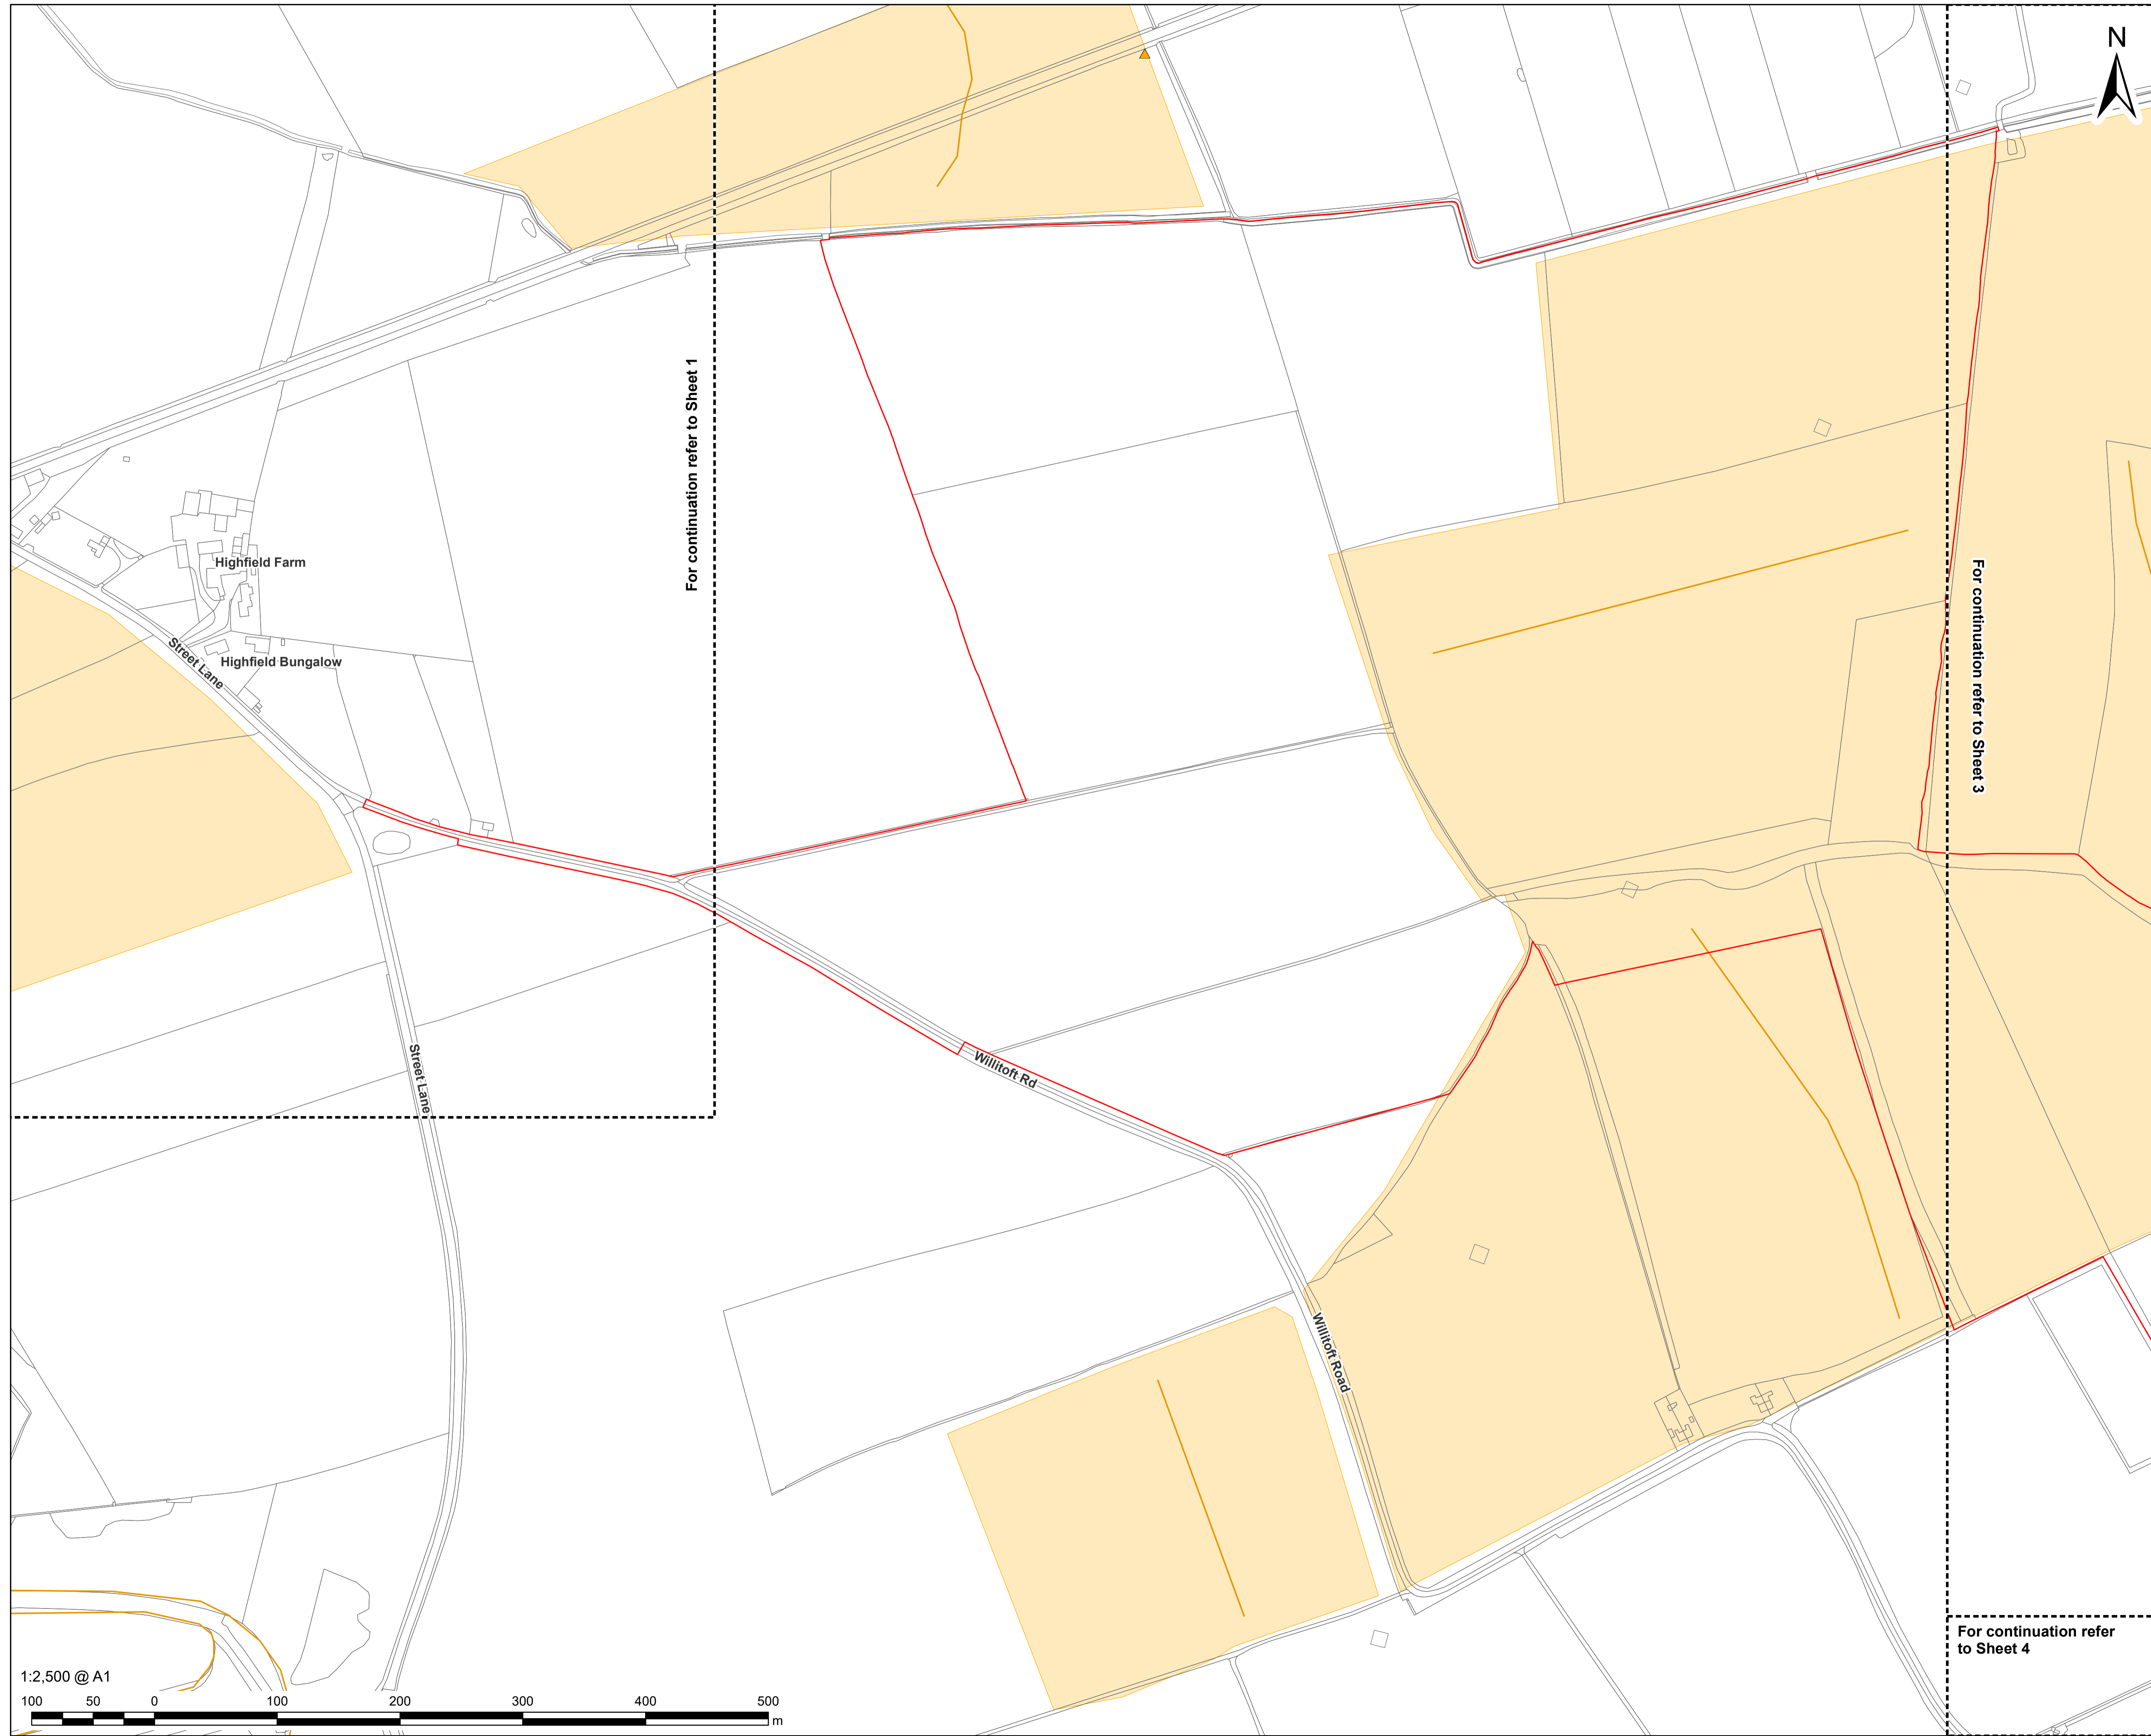 N
For continuation refer to Sheet 1
Highfield Farm
For continuation refer to Sheet 3
Street Lane
Highfield Bungalow
Street Lane
Willitoft Rd
Willitoft Road
For continuation refer
to Sheet 4
1:2,500 @ A1
100 50 0 100 200 300 400 500
m